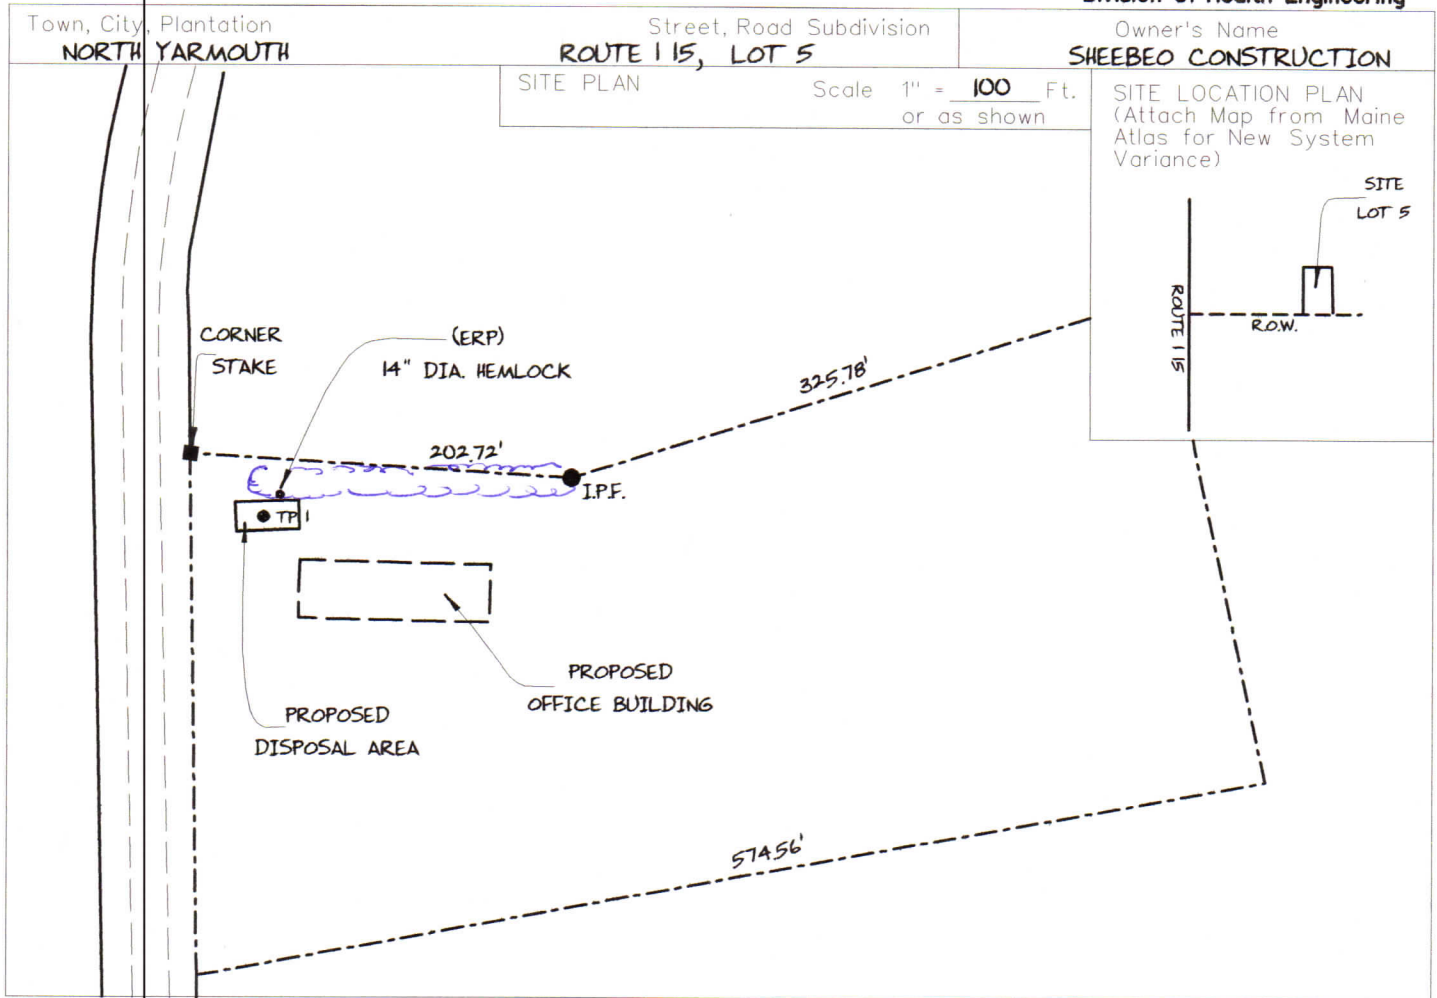 Division of Health Engineering
Town, City, Plantation
NORTH YARMOUTH
Street, Road Subdivision
ROUTE 115, LOT 5
Owner's Name
SHEEBEO CONSTRUCTION
SITE PLAN
Scale 1" = 100 Ft.
or as shown
SITE LOCATION PLAN
(Attach Map from Maine
Atlas for New System
Variance)
SITE
LOT 5
ROUTE 115
R.O.W.
CORNER
STAKE
(ERP)
14" DIA. HEMLOCK
325.78'
202.72'
I.P.F.
TP 1
PROPOSED
OFFICE BUILDING
PROPOSED
DISPOSAL AREA
574.56'